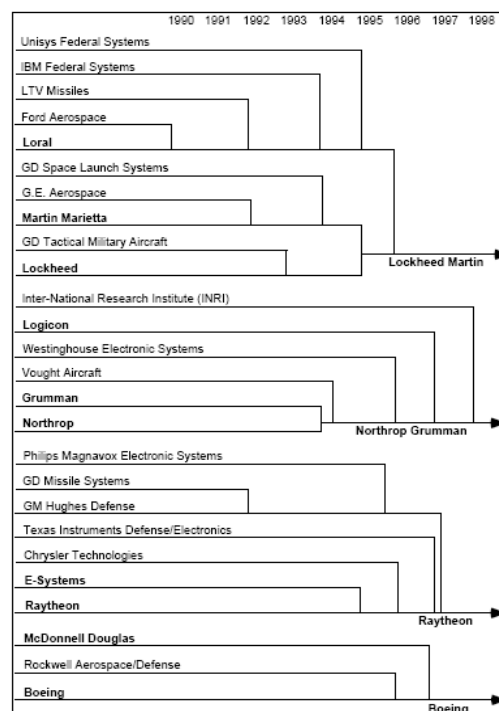 1990 1991 1992 1993 1994 1995 1996 1997 1998
Unisys Federal Systems
IBM Federal Systems
LTV Missiles
Ford Aerospace
Loral
GD Space Launch Systems
G.E. Aerospace
Martin Marietta
GD Tactical Military Aircraft
Lockheed Martin
Lockheed
Inter-National Research Institute (INRI)
Logicon
Westinghouse Electronic Systems
Vought Aircraft
Grumman
Northrop
Northrop Grumman
Philips Magnavox Electronic Systems
GD Missile Systems
GM Hughes Defense
Texas Instruments Defense/Electronics
Chrysler Technologies
E-Systems
Raytheon
Raytheon
McDonnell Douglas
Rockwell Aerospace/Defense
Boeing
Boeing